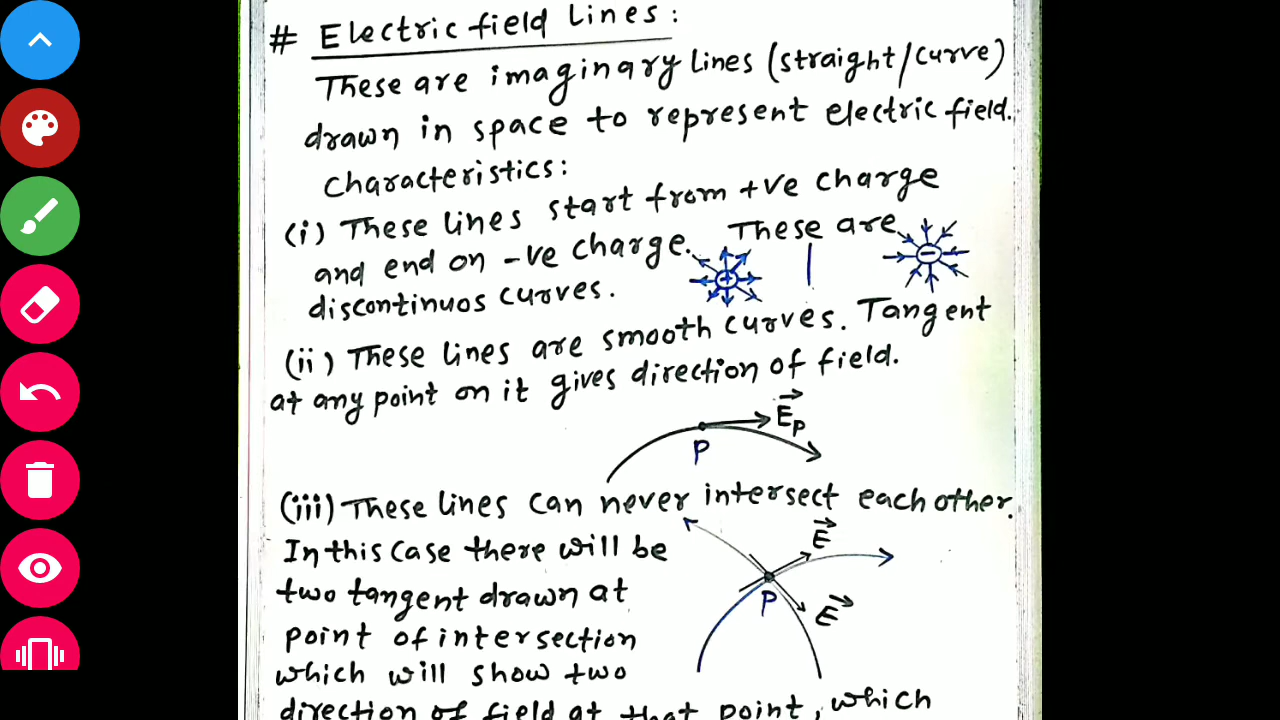 # Electric field Lines:
These are imaginary lines (straight/curve)
drawn in space to represent electric field.
Characteristics:
(i) These lines start from +ve charge
and end on -ve charge. These are
discontinuos curves.
+
-
(ii) These lines are smooth curves. Tangent
at any point on it gives direction of field.
E⃗p
P
(iii) These lines can never intersect each other.
In this case there will be
two tangent drawn at
point of intersection
which will show two
direction of field at that point, which
E⃗
P
E⃗